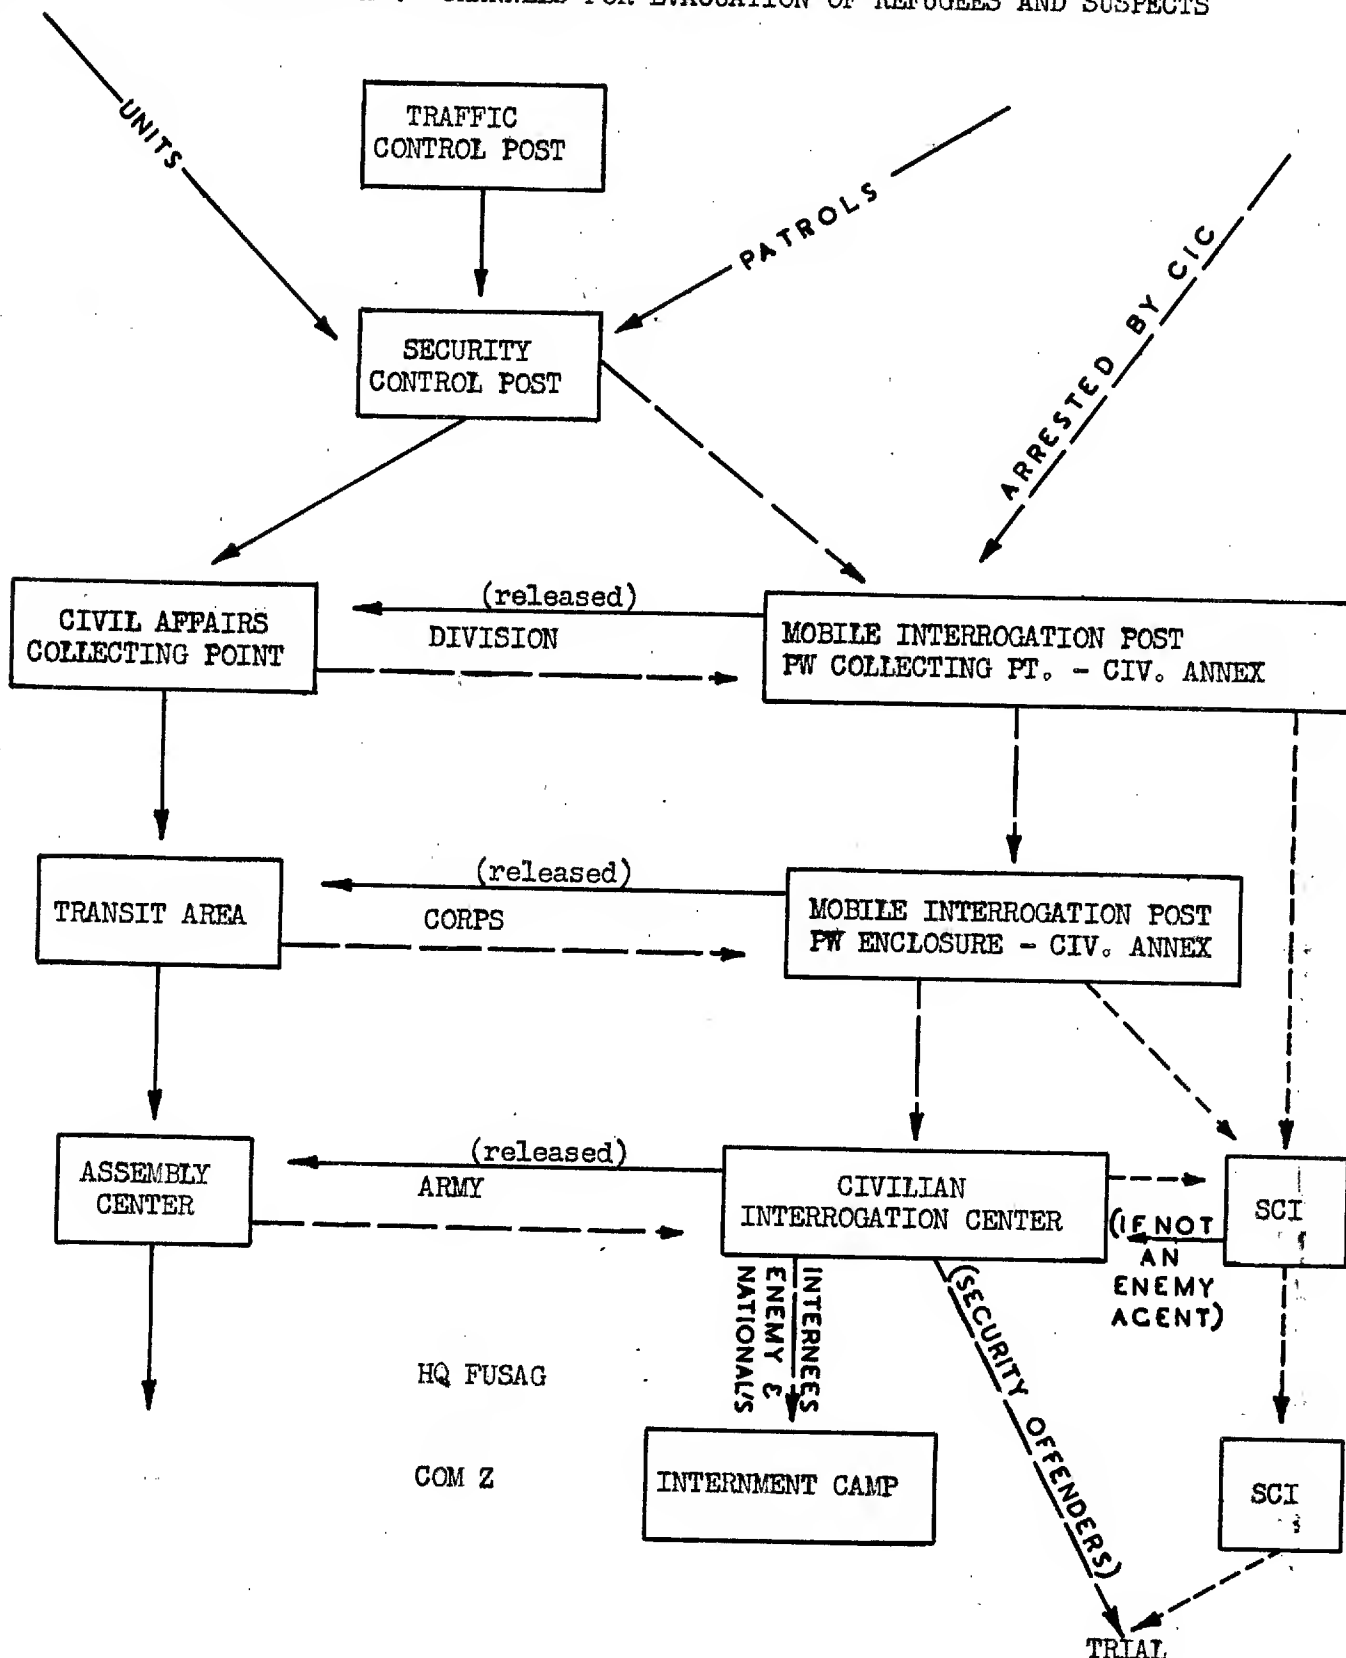 CHANNELS FOR EVACUATION OF REFUGEES AND SUSPECTS
TRAFFIC
CONTROL POST
UNITS
PATROLS
ARRESTED BY CIC
SECURITY
CONTROL POST
CIVIL AFFAIRS
COLLECTING POINT
(released)
DIVISION
MOBILE INTERROGATION POST
PW COLLECTING PT. - CIV. ANNEX
TRANSIT AREA
(released)
CORPS
MOBILE INTERROGATION POST
PW ENCLOSURE - CIV. ANNEX
ASSEMBLY
CENTER
(released)
ARMY
CIVILIAN
INTERROGATION CENTER
SCI
(IF NOT
AN
ENEMY
AGENT)
INTERNEES
ENEMY &
NATIONAL'S
(SECURITY OFFENDERS)
HQ FUSAG
COM Z
INTERNMENT CAMP
SCI
TRIAL